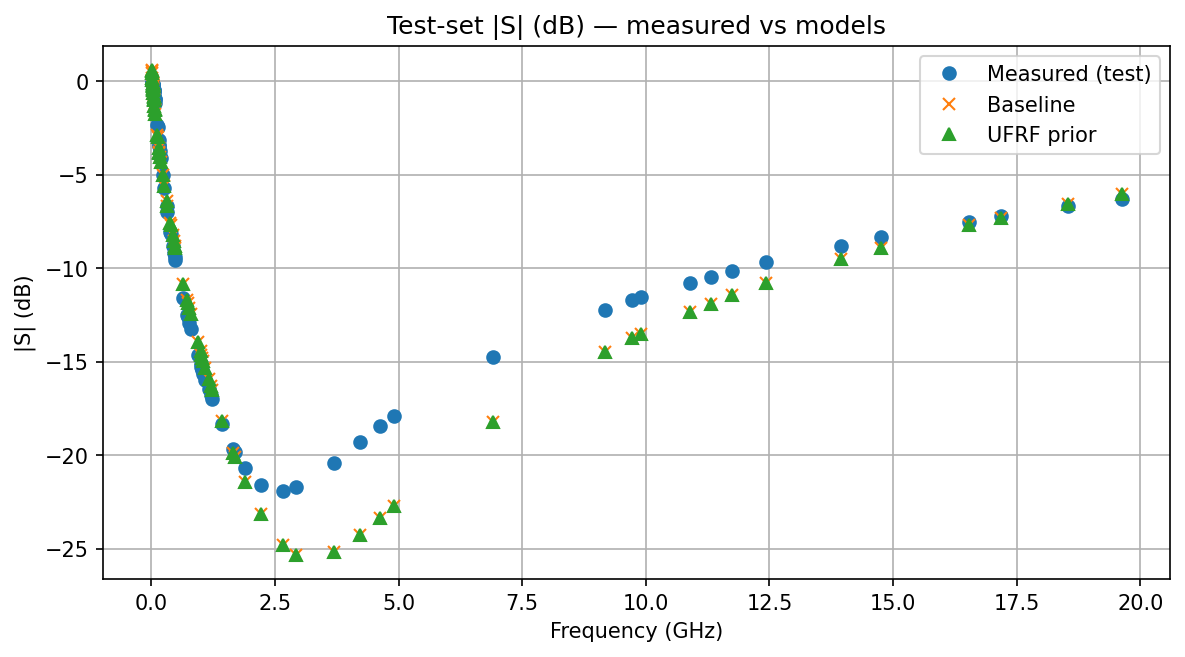 Test-set |S| (dB) — measured vs models
Measured (test)
Baseline
UFRF prior
|S| (dB)
0
−5
−10
−15
−20
−25
0.0 2.5 5.0 7.5 10.0 12.5 15.0 17.5 20.0
Frequency (GHz)